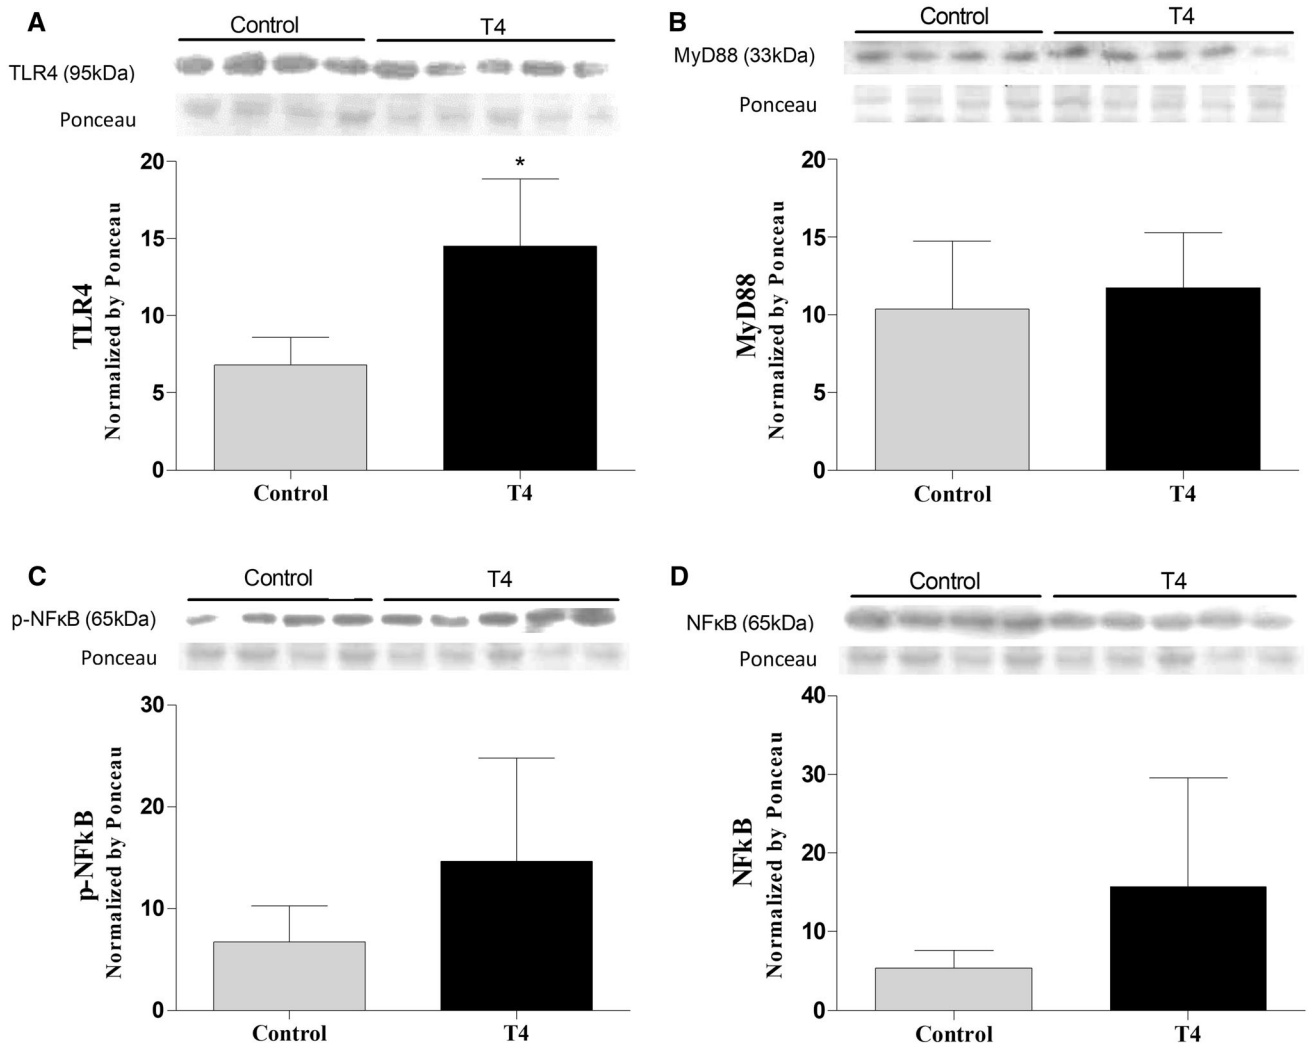 A
Control
T4
TLR4 (95kDa)
Ponceau
20
15
10
5
0
TLR4
Normalized by Ponceau
*
Control
T4
B
Control
T4
MyD88 (33kDa)
Ponceau
20
15
10
5
0
MyD88
Normalized by Ponceau
Control
T4
C
Control
T4
p-NFκB (65kDa)
Ponceau
30
20
10
0
p-NFkB
Normalized by Ponceau
Control
T4
D
Control
T4
NFκB (65kDa)
Ponceau
40
30
20
10
0
NFkB
Normalized by Ponceau
Control
T4